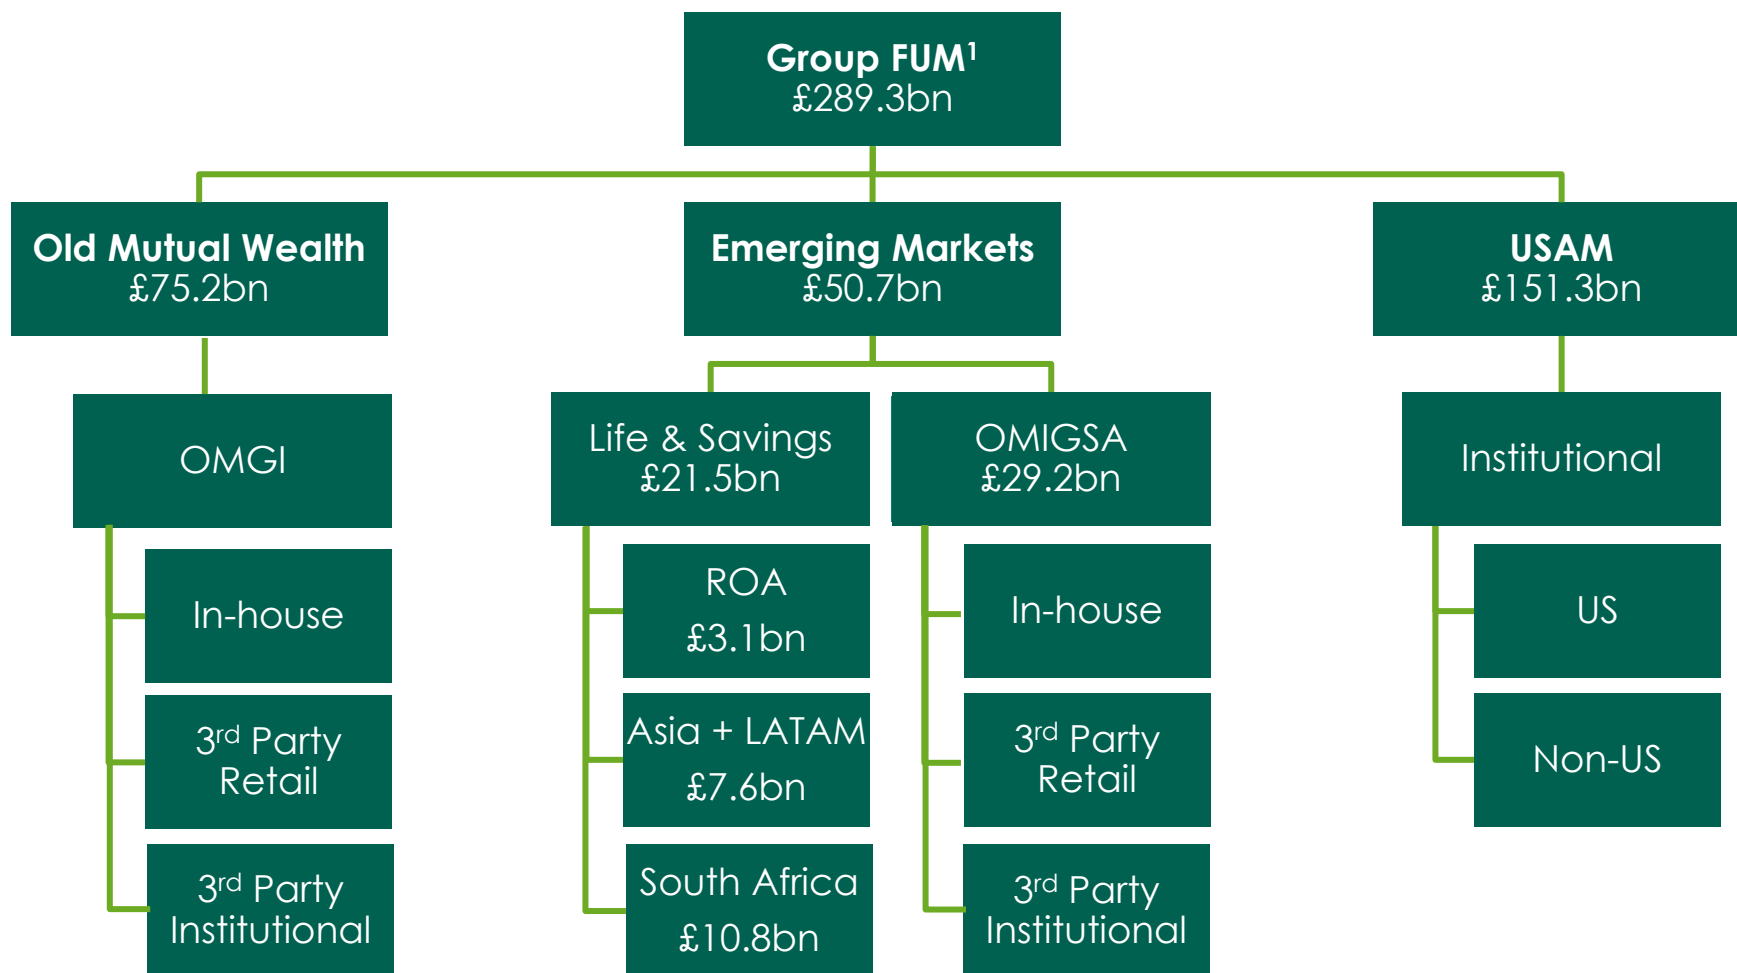 Group FUM¹
£289.3bn
Old Mutual Wealth
£75.2bn
Emerging Markets
£50.7bn
USAM
£151.3bn
OMGI
Life & Savings
£21.5bn
OMIGSA
£29.2bn
Institutional
In-house
3rd Party
Retail
3rd Party
Institutional
ROA
£3.1bn
Asia + LATAM
£7.6bn
South Africa
£10.8bn
In-house
3rd Party
Retail
3rd Party
Institutional
US
Non-US